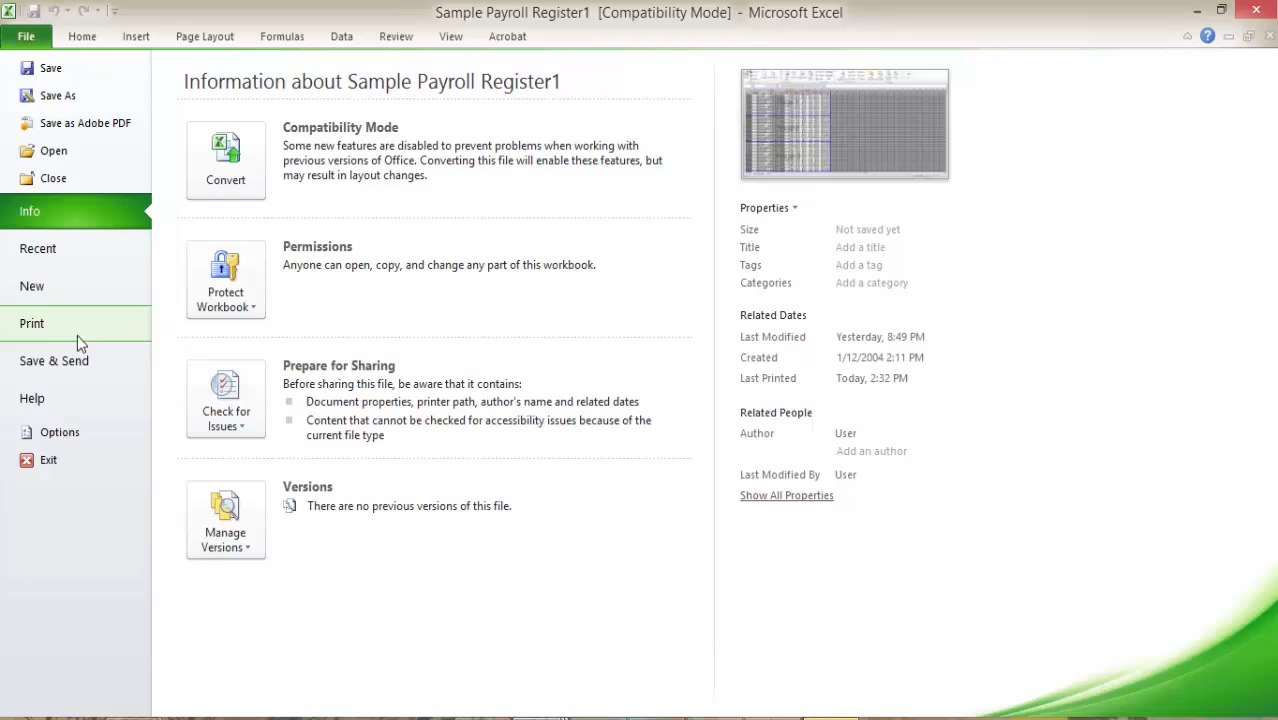 Sample Payroll Register1 [Compatibility Mode] - Microsoft Excel
File Home Insert Page Layout Formulas Data Review View Acrobat
Save
Save As
Save as Adobe PDF
Open
Close
Info
Recent
New
Print
Save & Send
Help
Options
Exit
Information about Sample Payroll Register1
Convert
Compatibility Mode
Some new features are disabled to prevent problems when working with
previous versions of Office. Converting this file will enable these features, but
may result in layout changes.
Protect
Workbook
Permissions
Anyone can open, copy, and change any part of this workbook.
Check for
Issues
Prepare for Sharing
Before sharing this file, be aware that it contains:
Document properties, printer path, author's name and related dates
Content that cannot be checked for accessibility issues because of the
current file type
Manage
Versions
Versions
There are no previous versions of this file.
Properties
Size Not saved yet
Title Add a title
Tags Add a tag
Categories Add a category
Related Dates
Last Modified Yesterday, 8:49 PM
Created 1/12/2004 2:11 PM
Last Printed Today, 2:32 PM
Related People
Author User
Add an author
Last Modified By User
Show All Properties